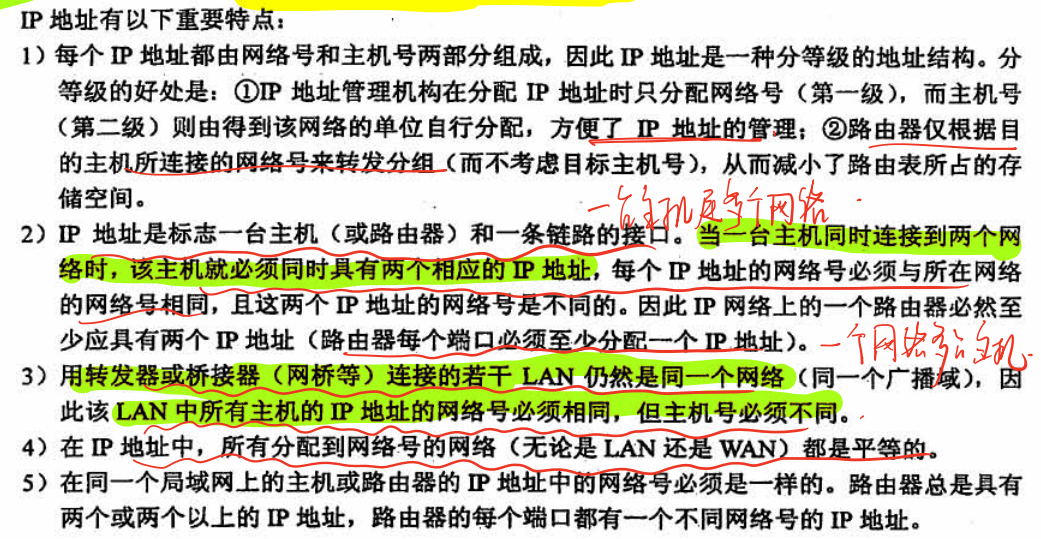 IP 地址有以下重要特点：
1）每个 IP 地址都由网络号和主机号两部分组成，因此 IP 地址是一种分等级的地址结构。分
等级的好处是：①IP 地址管理机构在分配 IP 地址时只分配网络号（第一级），而主机号
（第二级）则由得到该网络的单位自行分配，方便了 IP 地址的管理；②路由器仅根据目
的主机所连接的网络号来转发分组（而不考虑目标主机号），从而减小了路由表所占的存
储空间。
一台主机是多个网络
2）IP 地址是标志一台主机（或路由器）和一条链路的接口。当一台主机同时连接到两个网
络时，该主机就必须同时具有两个相应的 IP 地址，每个 IP 地址的网络号必须与所在网络
的网络号相同，且这两个 IP 地址的网络号是不同的。因此 IP 网络上的一个路由器必然至
少应具有两个 IP 地址（路由器每个端口必须至少分配一个 IP 地址）。
一个网络多台主机
3）用转发器或桥接器（网桥等）连接的若干 LAN 仍然是同一个网络（同一个广播域），因
此该 LAN 中所有主机的 IP 地址的网络号必须相同，但主机号必须不同。
4）在 IP 地址中，所有分配到网络号的网络（无论是 LAN 还是 WAN）都是平等的。
5）在同一个局域网上的主机或路由器的 IP 地址中的网络号必须是一样的。路由器总是具有
两个或两个以上的 IP 地址，路由器的每个端口都有一个不同网络号的 IP 地址。